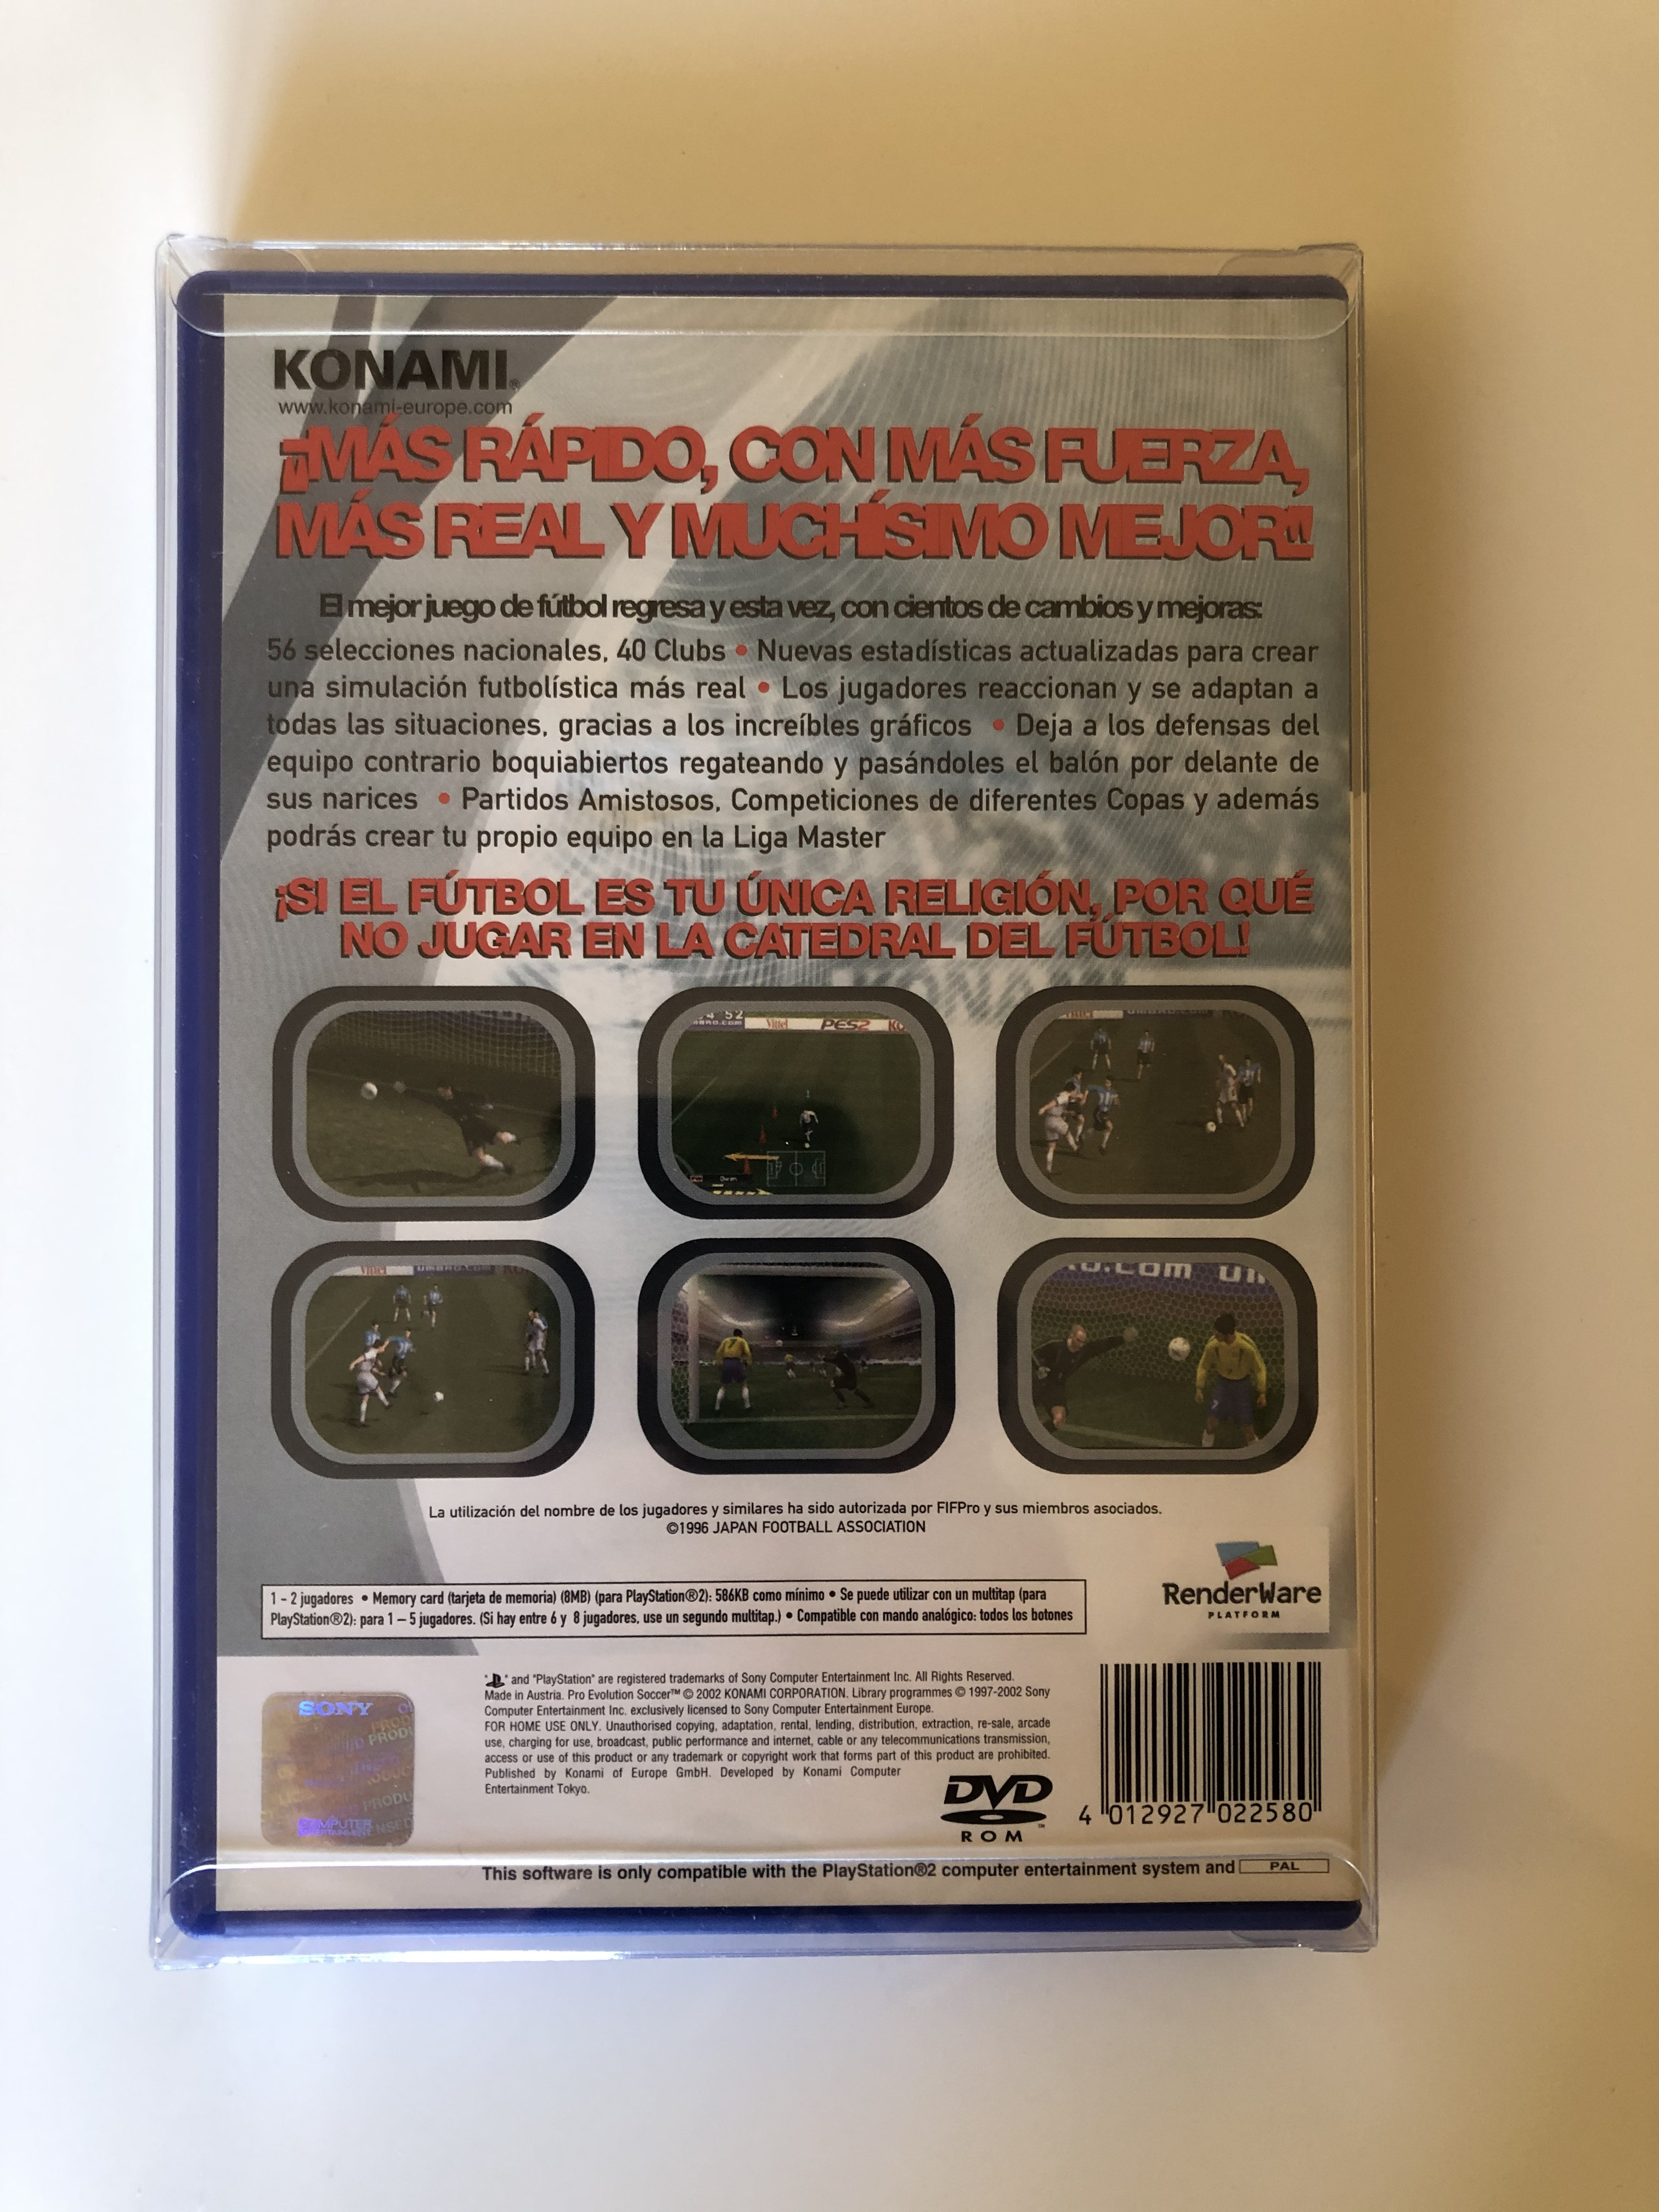 KONAMI®
www.konami-europe.com
¡¡MÁS RÁPIDO, CON MÁS FUERZA,
MÁS REAL Y MUCHÍSIMO MEJOR!!
El mejor juego de fútbol regresa y esta vez, con cientos de cambios y mejoras:
56 selecciones nacionales, 40 Clubs • Nuevas estadísticas actualizadas para crear
una simulación futbolística más real • Los jugadores reaccionan y se adaptan a
todas las situaciones, gracias a los increíbles gráficos • Deja a los defensas del
equipo contrario boquiabiertos regateando y pasándoles el balón por delante de
sus narices • Partidos Amistosos, Competiciones de diferentes Copas y además
podrás crear tu propio equipo en la Liga Master
¡SI EL FÚTBOL ES TU ÚNICA RELIGIÓN, POR QUÉ
NO JUGAR EN LA CATEDRAL DEL FÚTBOL!
Vittel PES2
La utilización del nombre de los jugadores y similares ha sido autorizada por FIFPro y sus miembros asociados.
©1996 JAPAN FOOTBALL ASSOCIATION
1 - 2 jugadores • Memory card (tarjeta de memoria) (8MB) (para PlayStation®2): 586KB como mínimo • Se puede utilizar con un multitap (para
PlayStation®2): para 1 – 5 jugadores. (Si hay entre 6 y 8 jugadores, use un segundo multitap.) • Compatible con mando analógico: todos los botones
RenderWare
PLATFORM
" " and "PlayStation" are registered trademarks of Sony Computer Entertainment Inc. All Rights Reserved.
Made in Austria. Pro Evolution Soccer™ © 2002 KONAMI CORPORATION. Library programmes © 1997-2002 Sony
Computer Entertainment Inc. exclusively licensed to Sony Computer Entertainment Europe.
FOR HOME USE ONLY. Unauthorised copying, adaptation, rental, lending, distribution, extraction, re-sale, arcade
use, charging for use, broadcast, public performance and internet, cable or any telecommunications transmission,
access or use of this product or any trademark or copyright work that forms part of this product are prohibited.
Published by Konami of Europe GmbH. Developed by Konami Computer
Entertainment Tokyo.
SONY
COMPUTER
DVD
ROM
4 012927 022580
This software is only compatible with the PlayStation®2 computer entertainment system and PAL